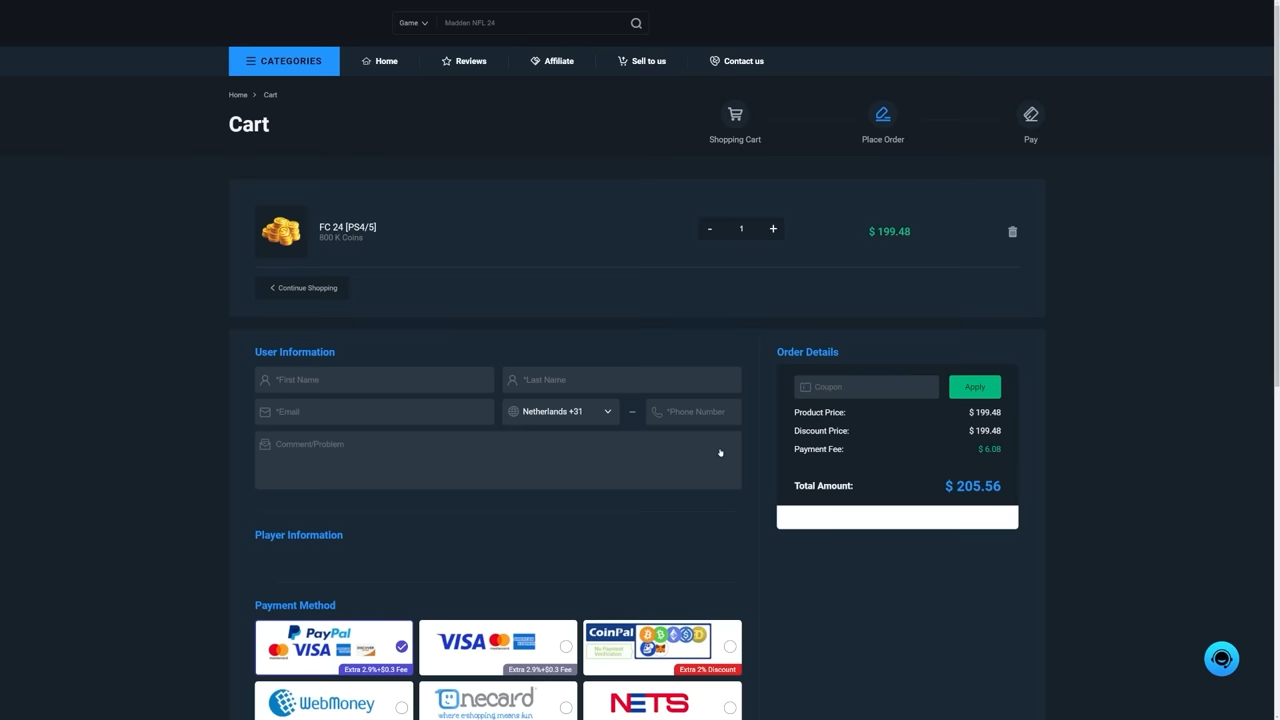 Game
Madden NFL 24
CATEGORIES
Home
Reviews
Affiliate
Sell to us
Contact us
Home > Cart
Cart
Shopping Cart
Place Order
Pay
FC 24 [PS4/5]
800 K Coins
- 1 +
$ 199.48
Continue Shopping
User Information
*First Name
*Last Name
*Email
Netherlands +31
*Phone Number
Comment/Problem
Order Details
Coupon
Apply
Product Price: $ 199.48
Discount Price: $ 199.48
Payment Fee: $ 6.08
Total Amount: $ 205.56
Player Information
Payment Method
PayPal
VISA
Extra 2.9%+$0.3 Fee
VISA
Extra 2.9%+$0.3 Fee
CoinPal
No Payment
Verification
Extra 2% Discount
WebMoney
Onecard
where eshopping means fun
NETS